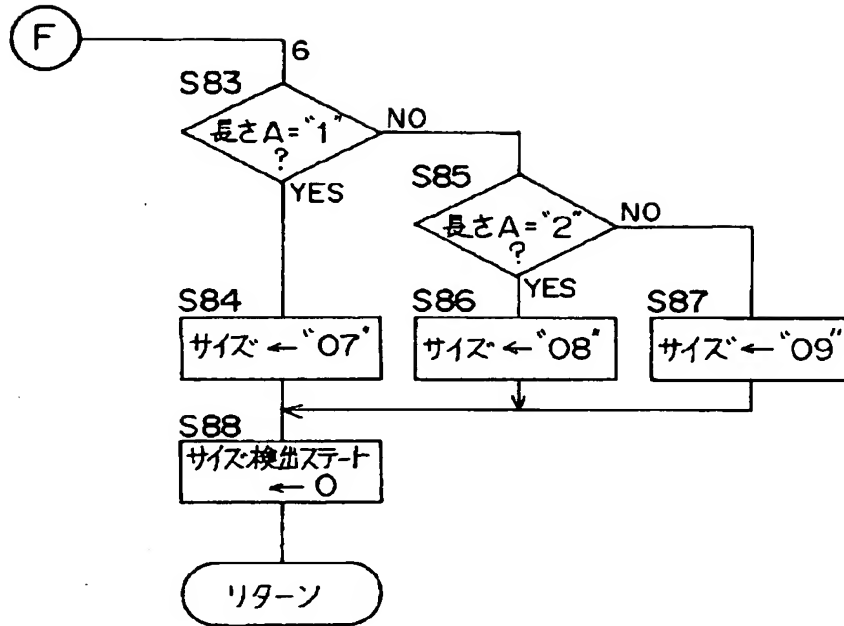 F
6
S83
長さA="1"
?
NO
YES
S85
長さA="2"
?
NO
YES
S84
サイズ ← "07"
S86
サイズ ← "08"
S87
サイズ ← "09"
S88
サイズ検出ステート
← 0
リターン